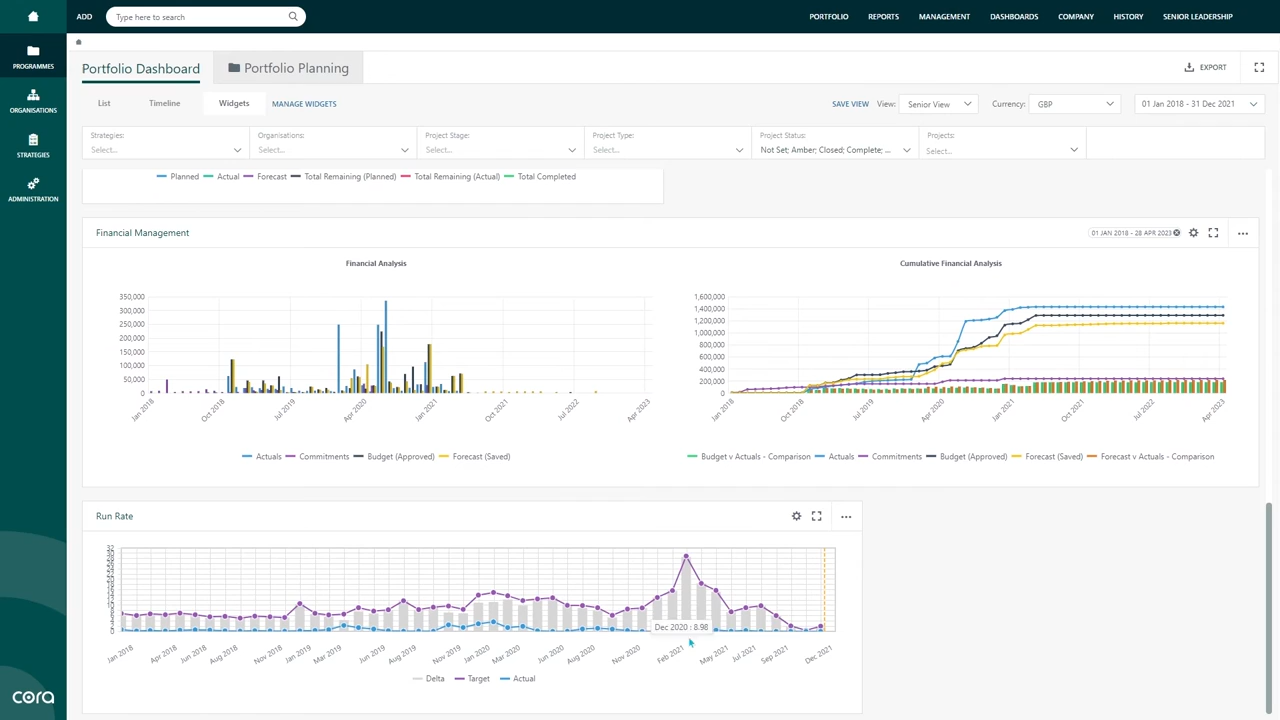 ADD
Type here to search
PORTFOLIO REPORTS MANAGEMENT DASHBOARDS COMPANY HISTORY SENIOR LEADERSHIP
PROGRAMMES
ORGANISATIONS
STRATEGIES
ADMINISTRATION
cora
Portfolio Dashboard Portfolio Planning EXPORT
List Timeline Widgets MANAGE WIDGETS SAVE VIEW View: Senior View Currency: GBP 01 Jan 2018 - 31 Dec 2021
Strategies: Organisations: Project Stage: Project Type: Project Status: Projects:
Select... Select... Select... Select... Not Set; Amber; Closed; Complete; ... Select...
Planned Actual Forecast Total Remaining (Planned) Total Remaining (Actual) Total Completed
Financial Management 01 JAN 2018 - 28 APR 2023
Financial Analysis
350,000
300,000
250,000
200,000
150,000
100,000
50,000
0
Jan 2018 Oct 2018 Jul 2019 Apr 2020 Jan 2021 Oct 2021 Jul 2022 Apr 2023
Actuals Commitments Budget (Approved) Forecast (Saved)
Cumulative Financial Analysis
1,600,000
1,400,000
1,200,000
1,000,000
800,000
600,000
400,000
200,000
0
Jan 2018 Oct 2018 Jul 2019 Apr 2020 Jan 2021 Oct 2021 Jul 2022 Apr 2023
Budget v Actuals - Comparison Actuals Commitments Budget (Approved) Forecast (Saved) Forecast v Actuals - Comparison
Run Rate
32
0
Dec 2020 : 8.98
Jan 2018 Apr 2018 Jun 2018 Aug 2018 Nov 2018 Jan 2019 Mar 2019 Jun 2019 Aug 2019 Nov 2019 Jan 2020 Mar 2020 Jun 2020 Aug 2020 Nov 2020 Feb 2021 May 2021 Jul 2021 Sep 2021 Dec 2021
Delta Target Actual